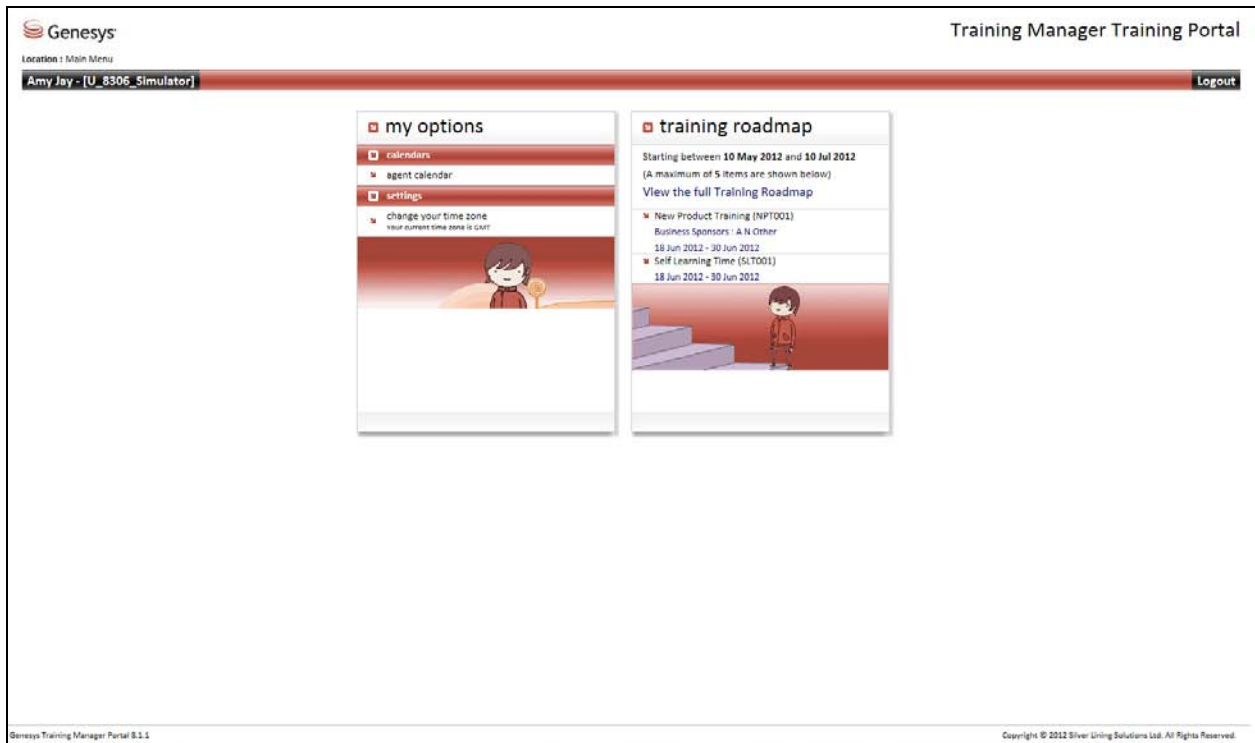 Genesys
Training Manager Training Portal
Location : Main Menu
Amy Jay - [U_8306_Simulator]
Logout
my options
calendars
agent calendar
settings
change your time zone
Your current time zone is GMT
training roadmap
Starting between 10 May 2012 and 10 Jul 2012
(A maximum of 5 items are shown below)
View the full Training Roadmap
New Product Training (NPT001)
Business Sponsors : A N Other
18 Jun 2012 - 30 Jun 2012
Self Learning Time (SLT001)
18 Jun 2012 - 30 Jun 2012
Genesys Training Manager Portal 8.1.1
Copyright © 2012 Silver Lining Solutions Ltd. All Rights Reserved.